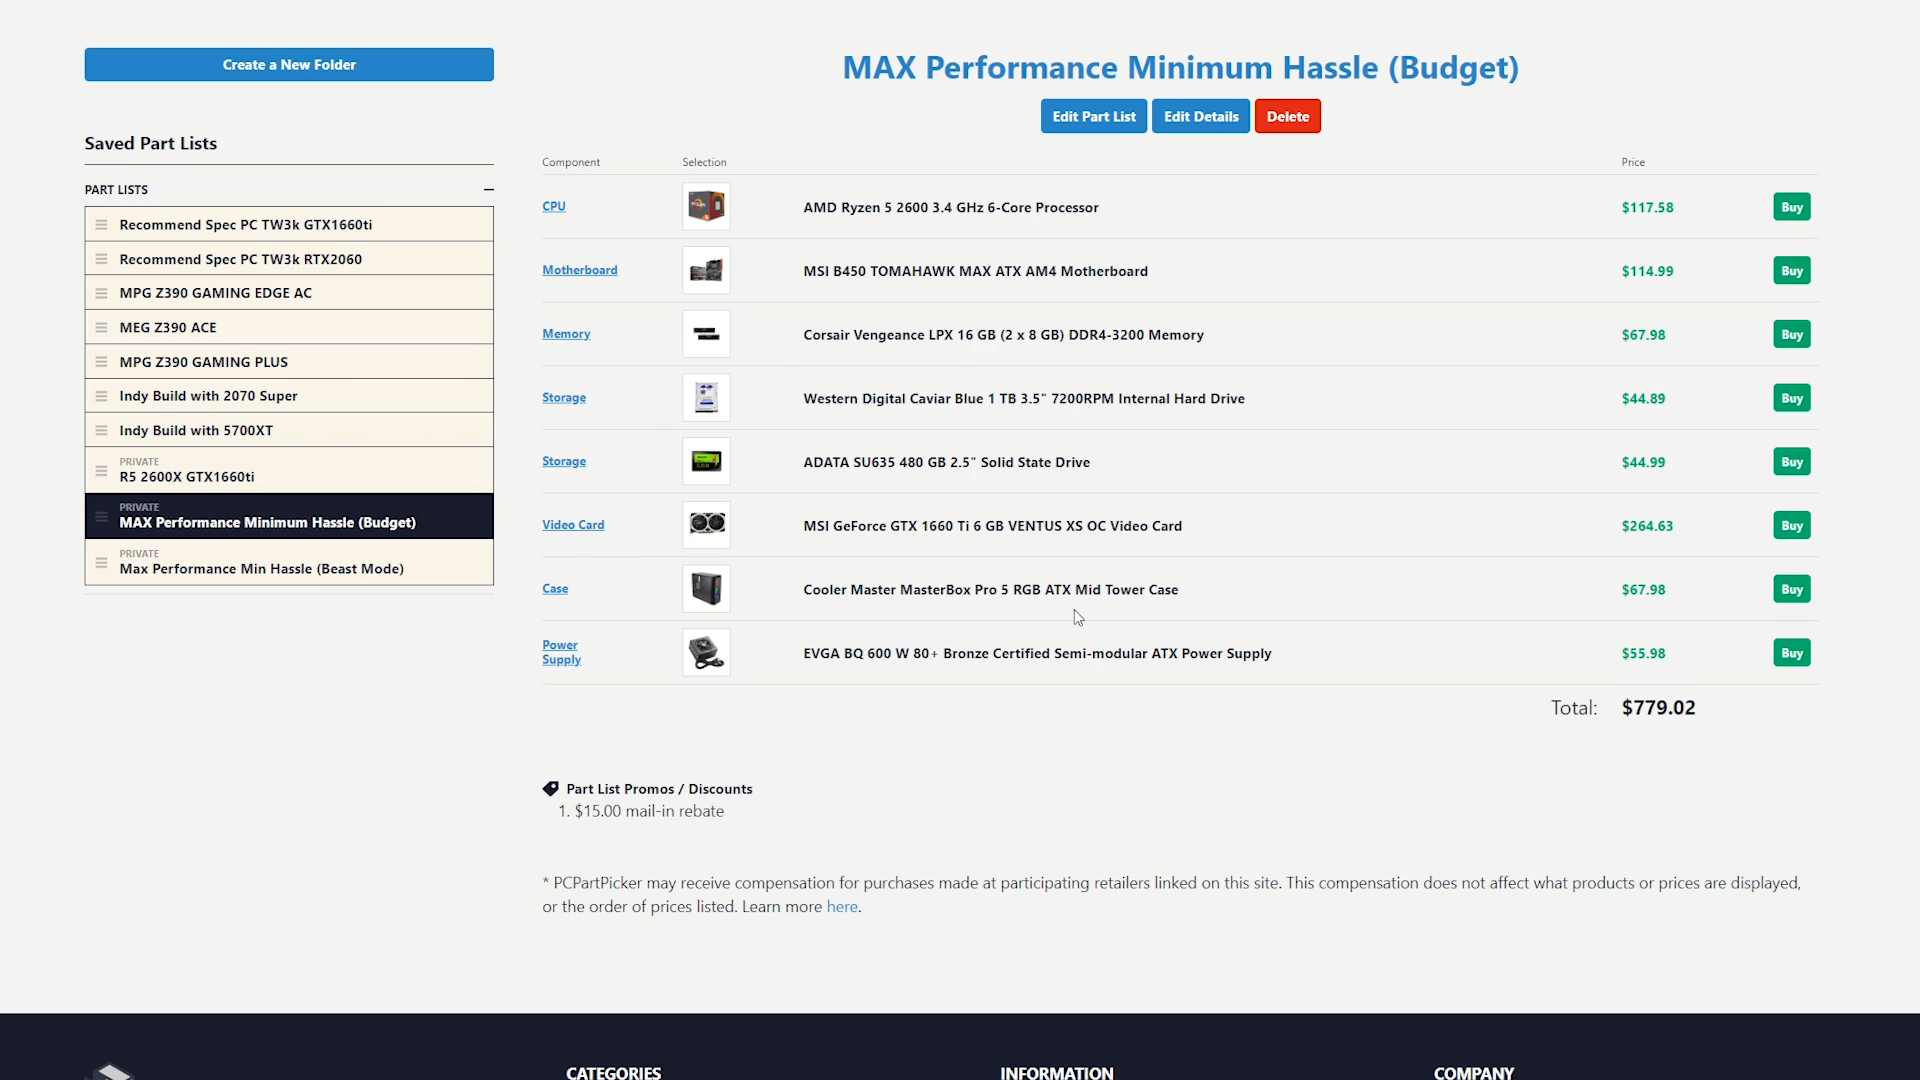 Create a New Folder
Saved Part Lists
PART LISTS
Recommend Spec PC TW3k GTX1660ti
Recommend Spec PC TW3k RTX2060
MPG Z390 GAMING EDGE AC
MEG Z390 ACE
MPG Z390 GAMING PLUS
Indy Build with 2070 Super
Indy Build with 5700XT
PRIVATE
R5 2600X GTX1660ti
PRIVATE
MAX Performance Minimum Hassle (Budget)
PRIVATE
Max Performance Min Hassle (Beast Mode)
MAX Performance Minimum Hassle (Budget)
Edit Part List Edit Details Delete
Component Selection Price
CPU AMD Ryzen 5 2600 3.4 GHz 6-Core Processor $117.58 Buy
Motherboard MSI B450 TOMAHAWK MAX ATX AM4 Motherboard $114.99 Buy
Memory Corsair Vengeance LPX 16 GB (2 x 8 GB) DDR4-3200 Memory $67.98 Buy
Storage Western Digital Caviar Blue 1 TB 3.5" 7200RPM Internal Hard Drive $44.89 Buy
Storage ADATA SU635 480 GB 2.5" Solid State Drive $44.99 Buy
Video Card MSI GeForce GTX 1660 Ti 6 GB VENTUS XS OC Video Card $264.63 Buy
Case Cooler Master MasterBox Pro 5 RGB ATX Mid Tower Case $67.98 Buy
Power
Supply EVGA BQ 600 W 80+ Bronze Certified Semi-modular ATX Power Supply $55.98 Buy
Total: $779.02
Part List Promos / Discounts
1. $15.00 mail-in rebate
* PCPartPicker may receive compensation for purchases made at participating retailers linked on this site. This compensation does not affect what products or prices are displayed,
or the order of prices listed. Learn more here.
CATEGORIES INFORMATION COMPANY